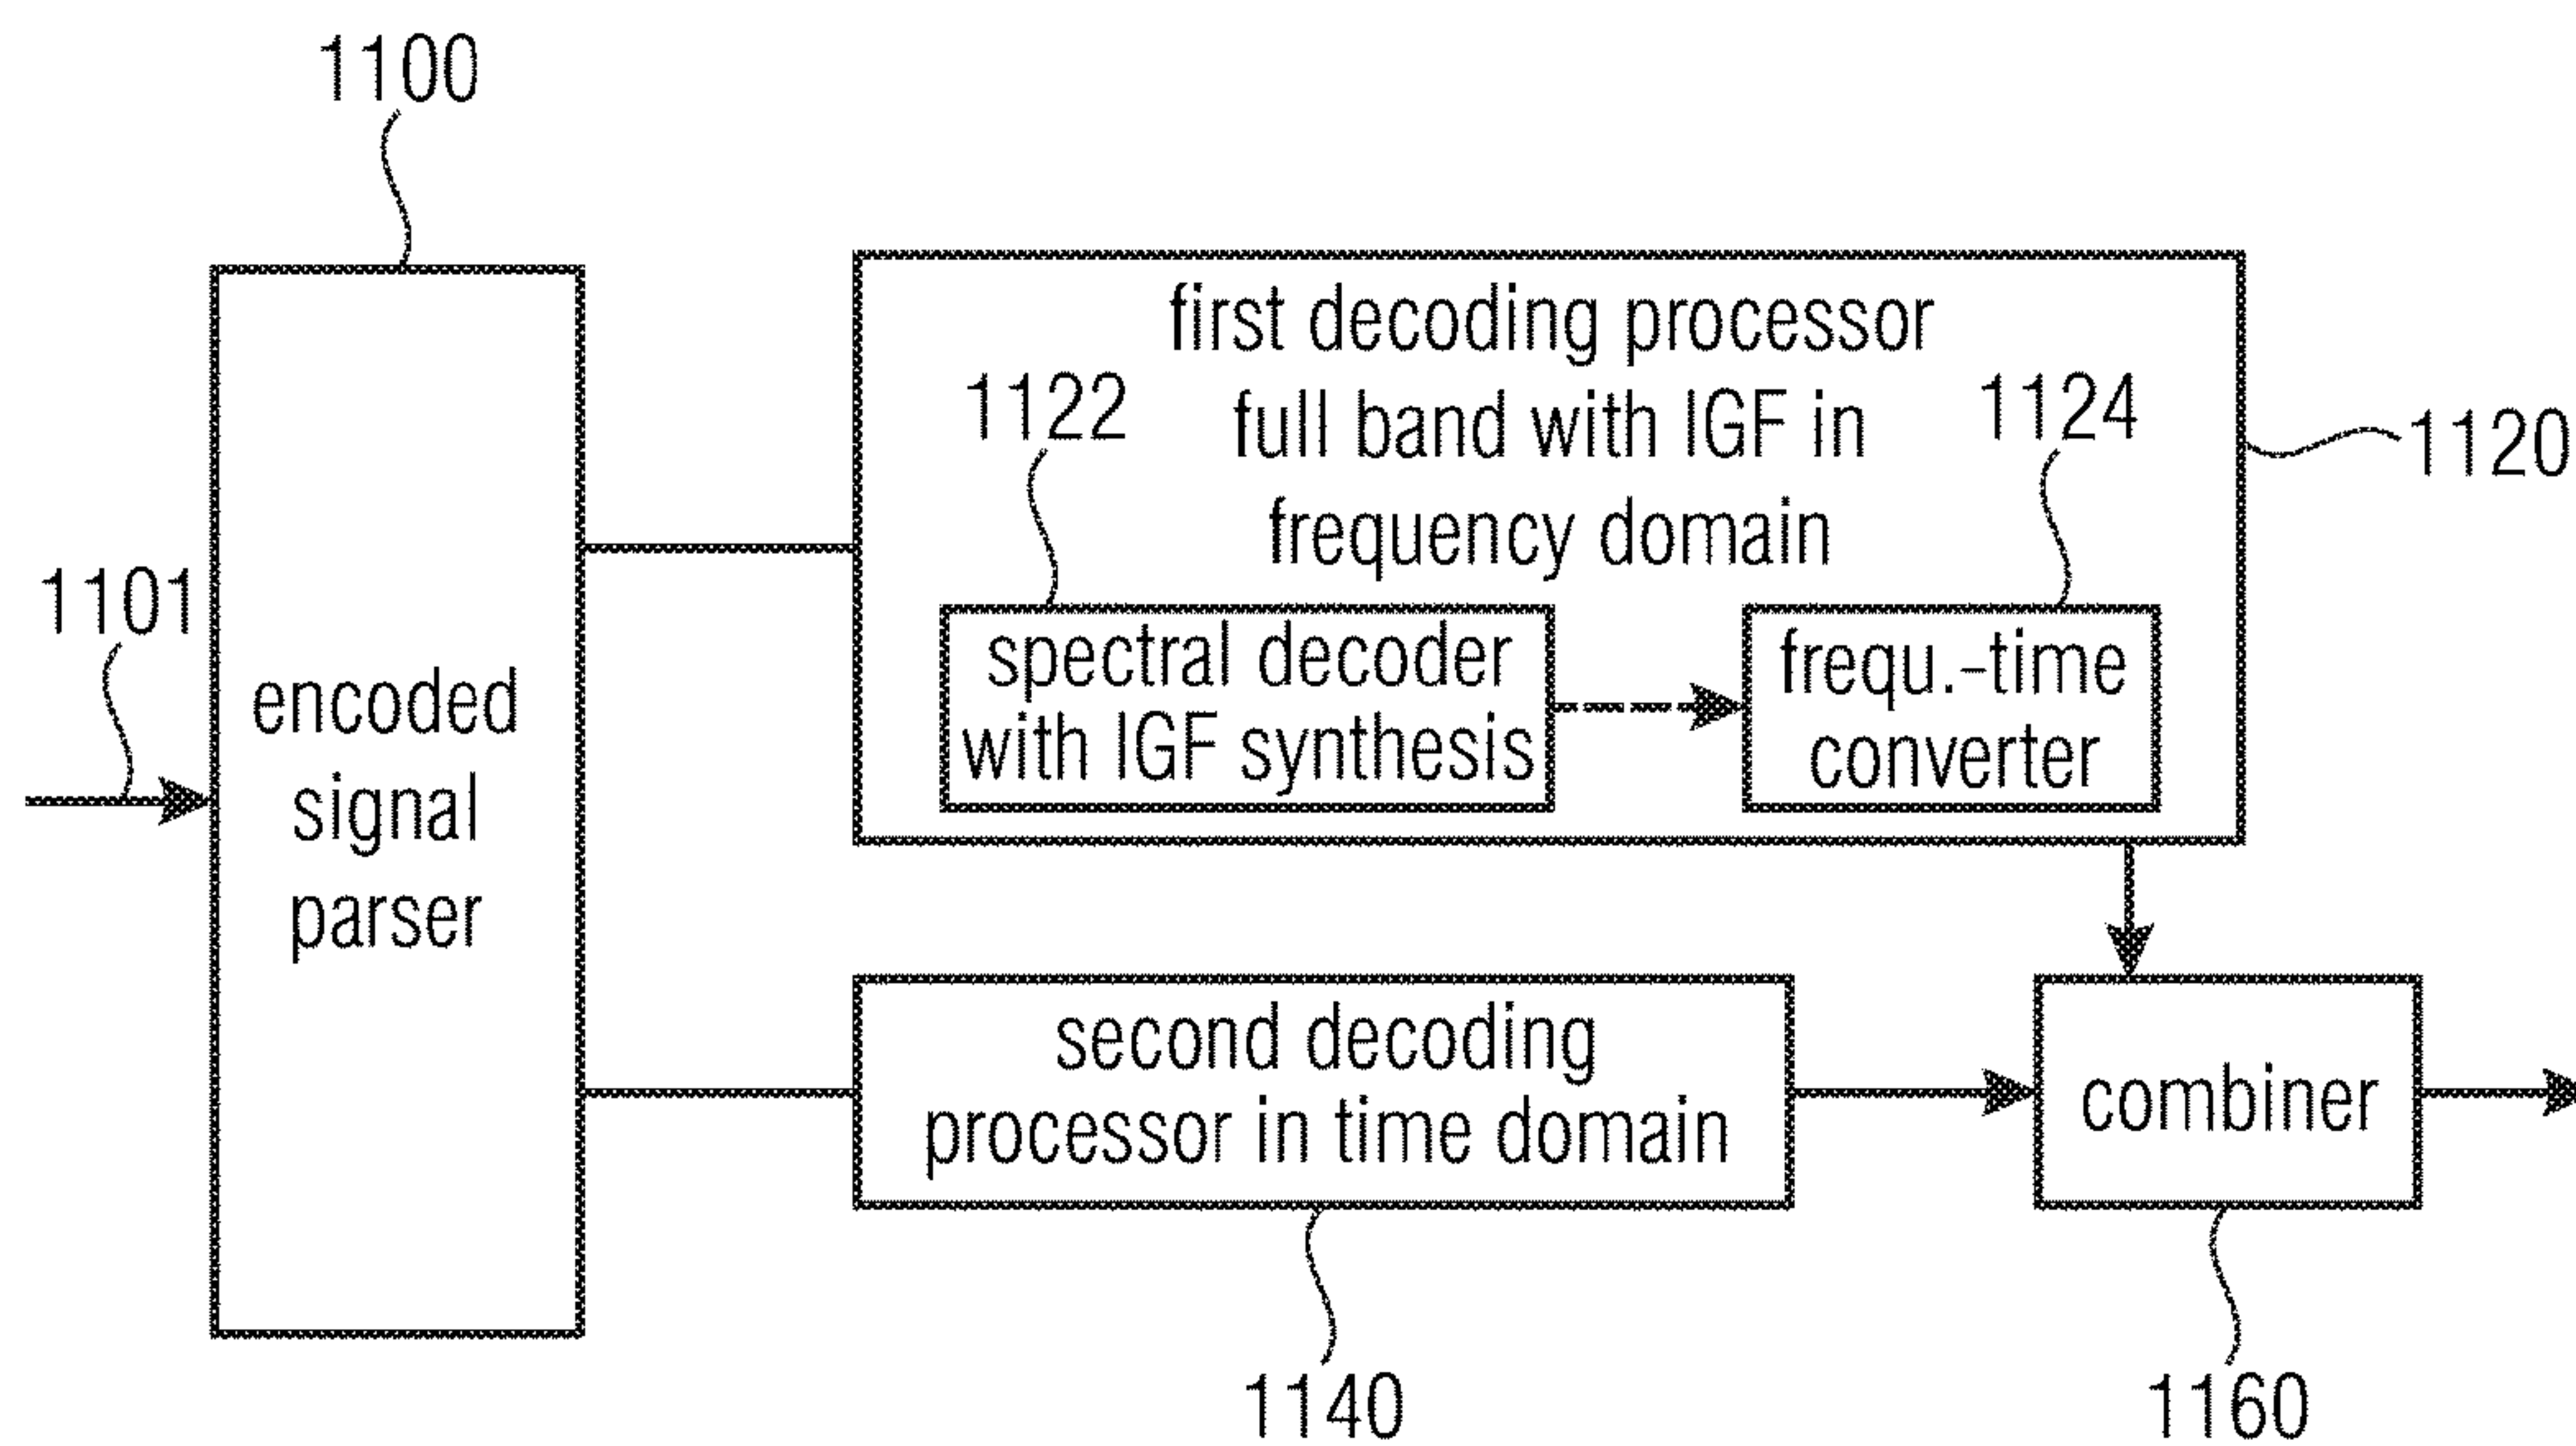 1100
first decoding processor
1122
full band with IGF in
1124
1120
frequency domain
1101
spectral decoder
with IGF synthesis
frequ.-time
converter
encoded
signal
parser
second decoding
processor in time domain
combiner
1140
1160